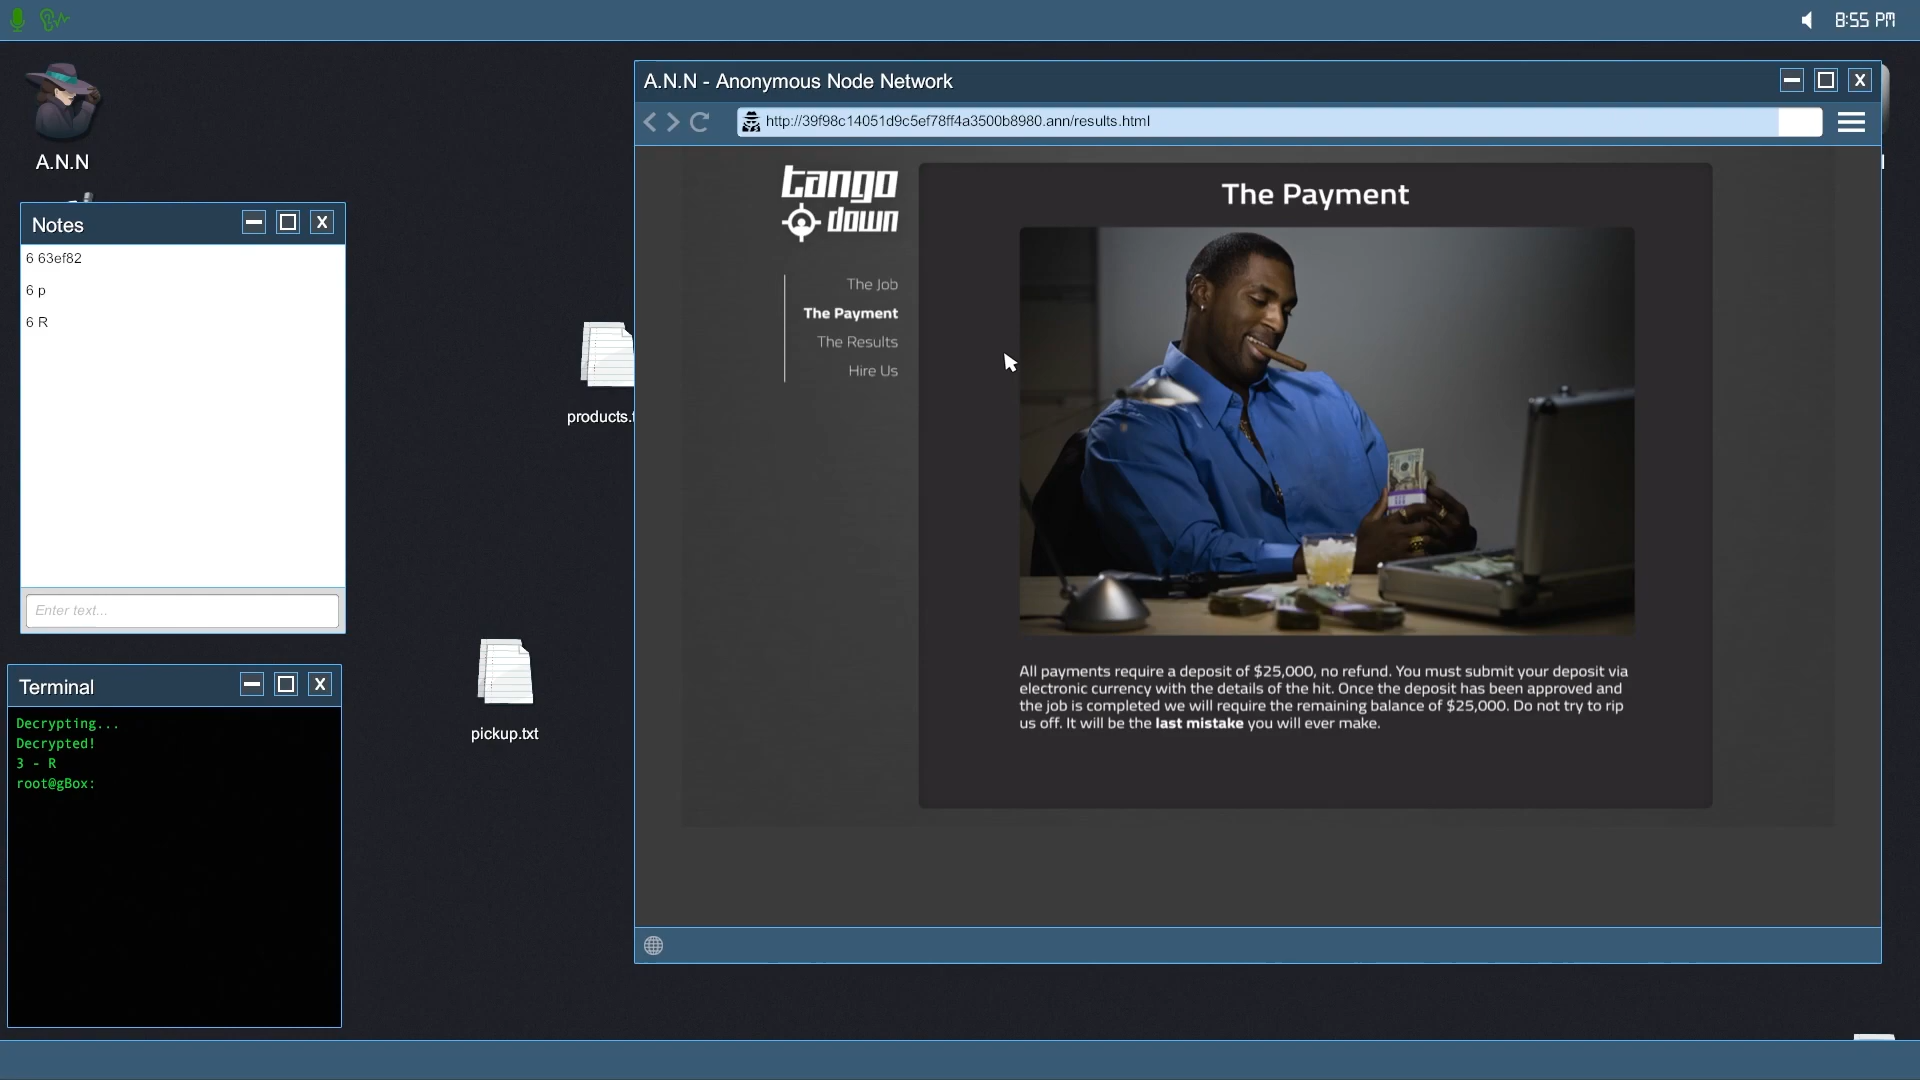 8:55 PM
A.N.N
A.N.N - Anonymous Node Network
X
http://39f98c14051d9c5ef78ff4a3500b8980.ann/results.html
tango
down
The Job
The Payment
The Results
Hire Us
The Payment
All payments require a deposit of $25,000, no refund. You must submit your deposit via
electronic currency with the details of the hit. Once the deposit has been approved and
the job is completed we will require the remaining balance of $25,000. Do not try to rip
us off. It will be the last mistake you will ever make.
Notes
X
6 63ef82
6 p
6 R
Enter text...
products.t
pickup.txt
Terminal
X
Decrypting...
Decrypted!
3 - R
root@gBox: